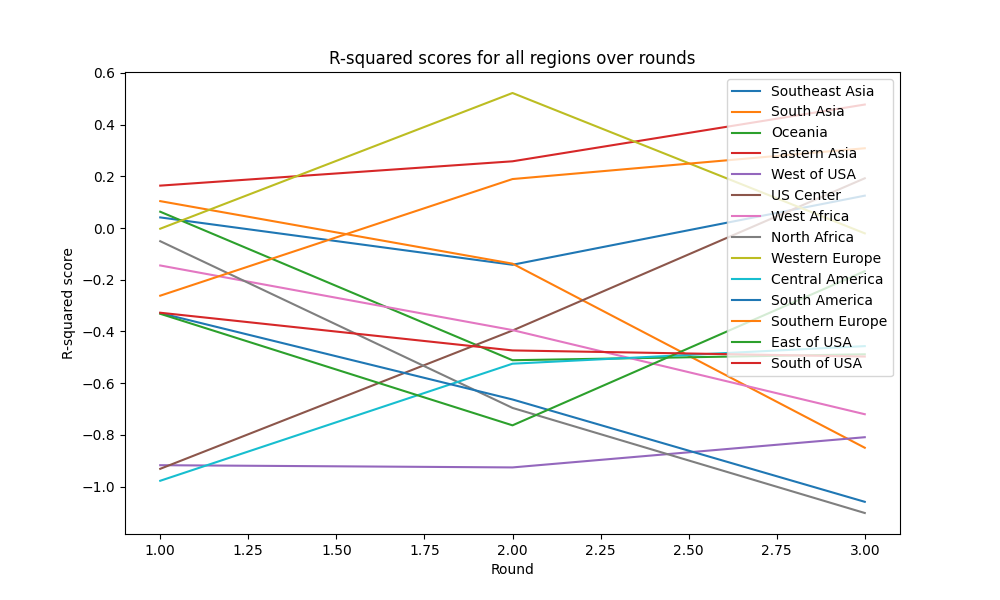 R-squared scores for all regions over rounds
0.6
0.4
0.2
0.0
−0.2
−0.4
−0.6
−0.8
−1.0
R-squared score
Southeast Asia
South Asia
Oceania
Eastern Asia
West of USA
US Center
West Africa
North Africa
Western Europe
Central America
South America
Southern Europe
East of USA
South of USA
1.00 1.25 1.50 1.75 2.00 2.25 2.50 2.75 3.00
Round